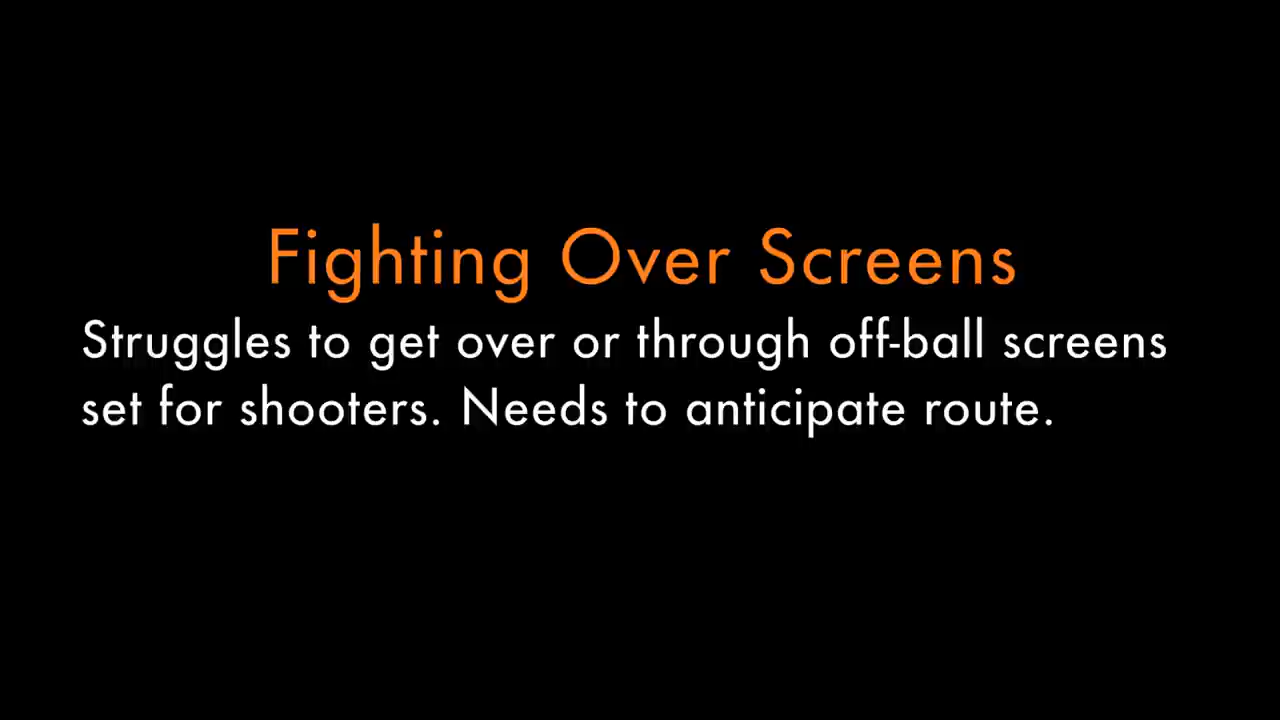 Fighting Over Screens
Struggles to get over or through off-ball screens
set for shooters. Needs to anticipate route.